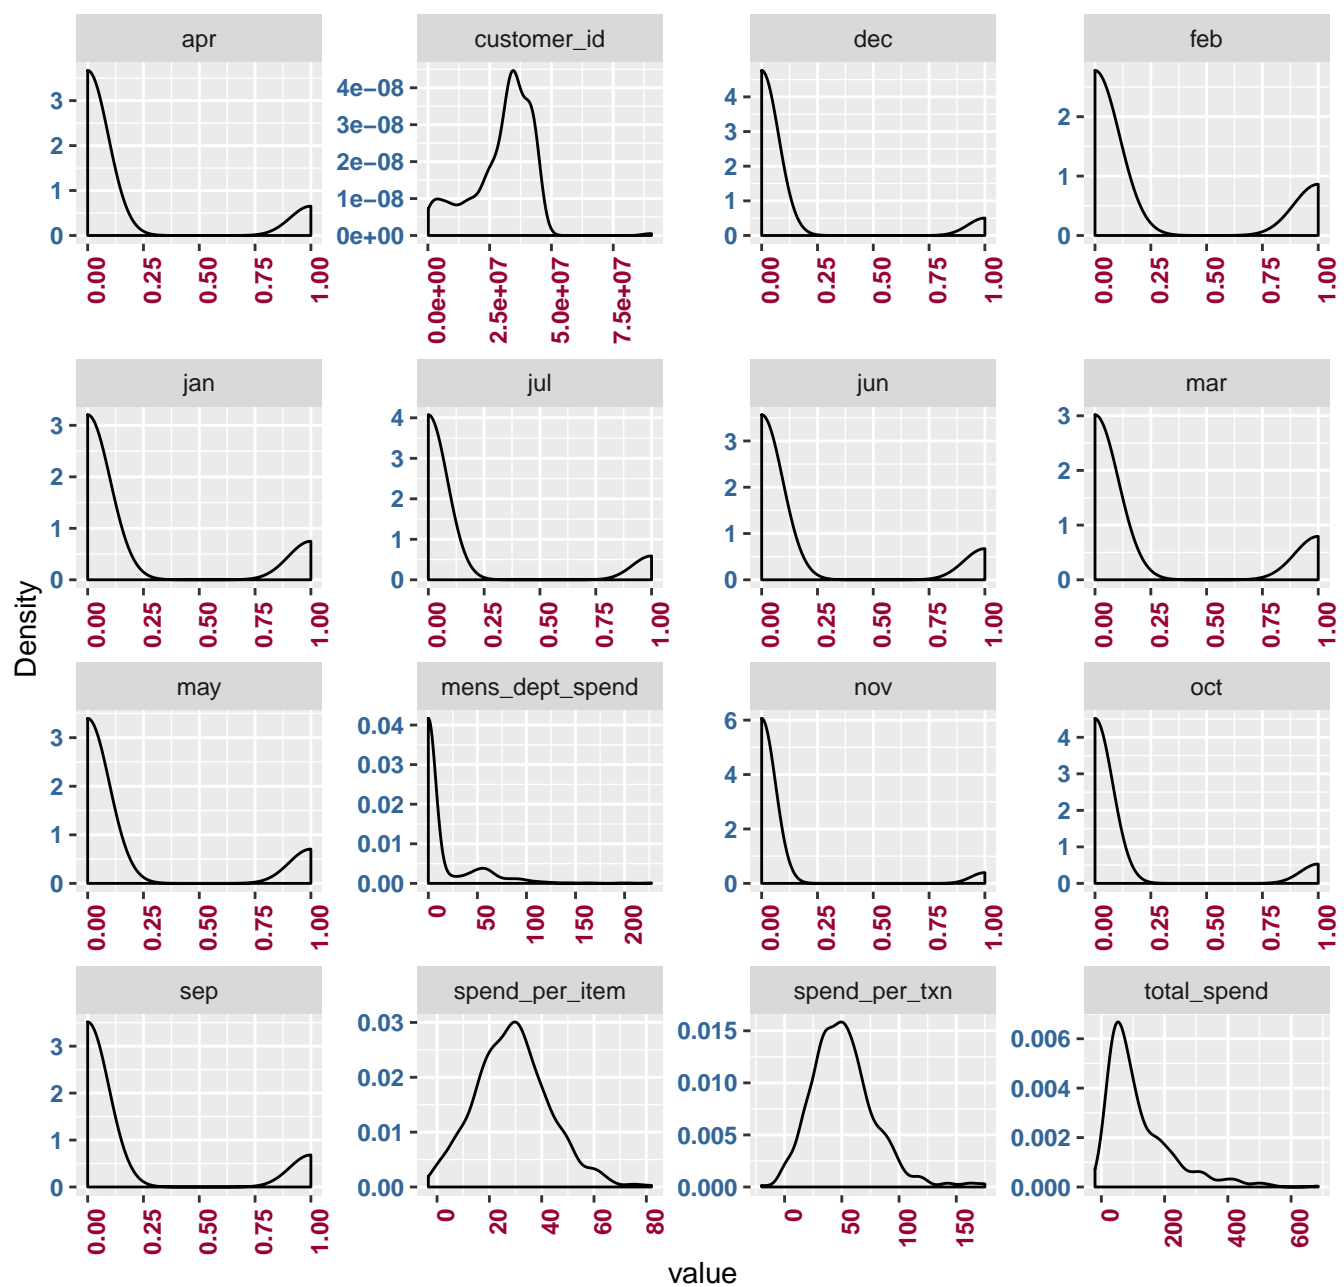 apr customer_id dec feb
3 2 1 0
4e−08 3e−08 2e−08 1e−08 0e+00
4 3 2 1 0
2 1 0
0.00 0.25 0.50 0.75 1.00
0.0e+00 2.5e+07 5.0e+07 7.5e+07
0.00 0.25 0.50 0.75 1.00
0.00 0.25 0.50 0.75 1.00
jan jul jun mar
3 2 1 0
4 3 2 1 0
3 2 1 0
3 2 1 0
0.00 0.25 0.50 0.75 1.00
0.00 0.25 0.50 0.75 1.00
0.00 0.25 0.50 0.75 1.00
0.00 0.25 0.50 0.75 1.00
Density
may mens_dept_spend nov oct
3 2 1 0
0.04 0.03 0.02 0.01 0.00
6 4 2 0
4 3 2 1 0
0.00 0.25 0.50 0.75 1.00
0 50 100 150 200
0.00 0.25 0.50 0.75 1.00
0.00 0.25 0.50 0.75 1.00
sep spend_per_item spend_per_txn total_spend
3 2 1 0
0.03 0.02 0.01 0.00
0.015 0.010 0.005 0.000
0.006 0.004 0.002 0.000
0.00 0.25 0.50 0.75 1.00
0 20 40 60 80
0 50 100 150
0 200 400 600
value